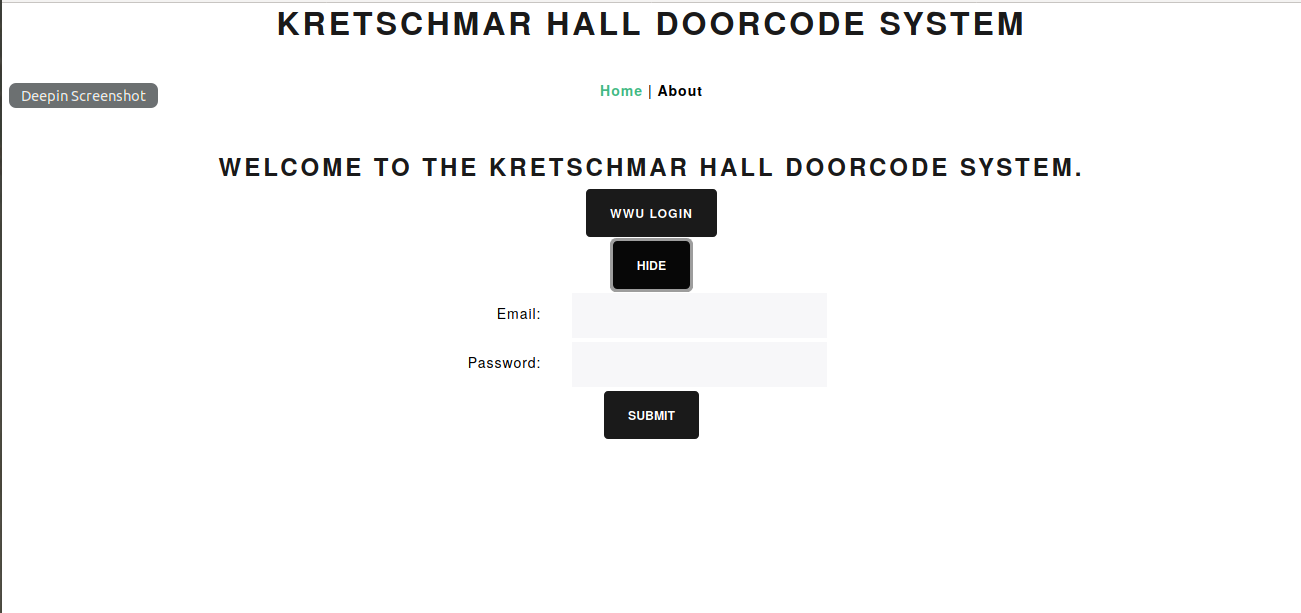 KRETSCHMAR HALL DOORCODE SYSTEM
Deepin Screenshot
Home | About
WELCOME TO THE KRETSCHMAR HALL DOORCODE SYSTEM.
WWU LOGIN
HIDE
Email:
Password:
SUBMIT